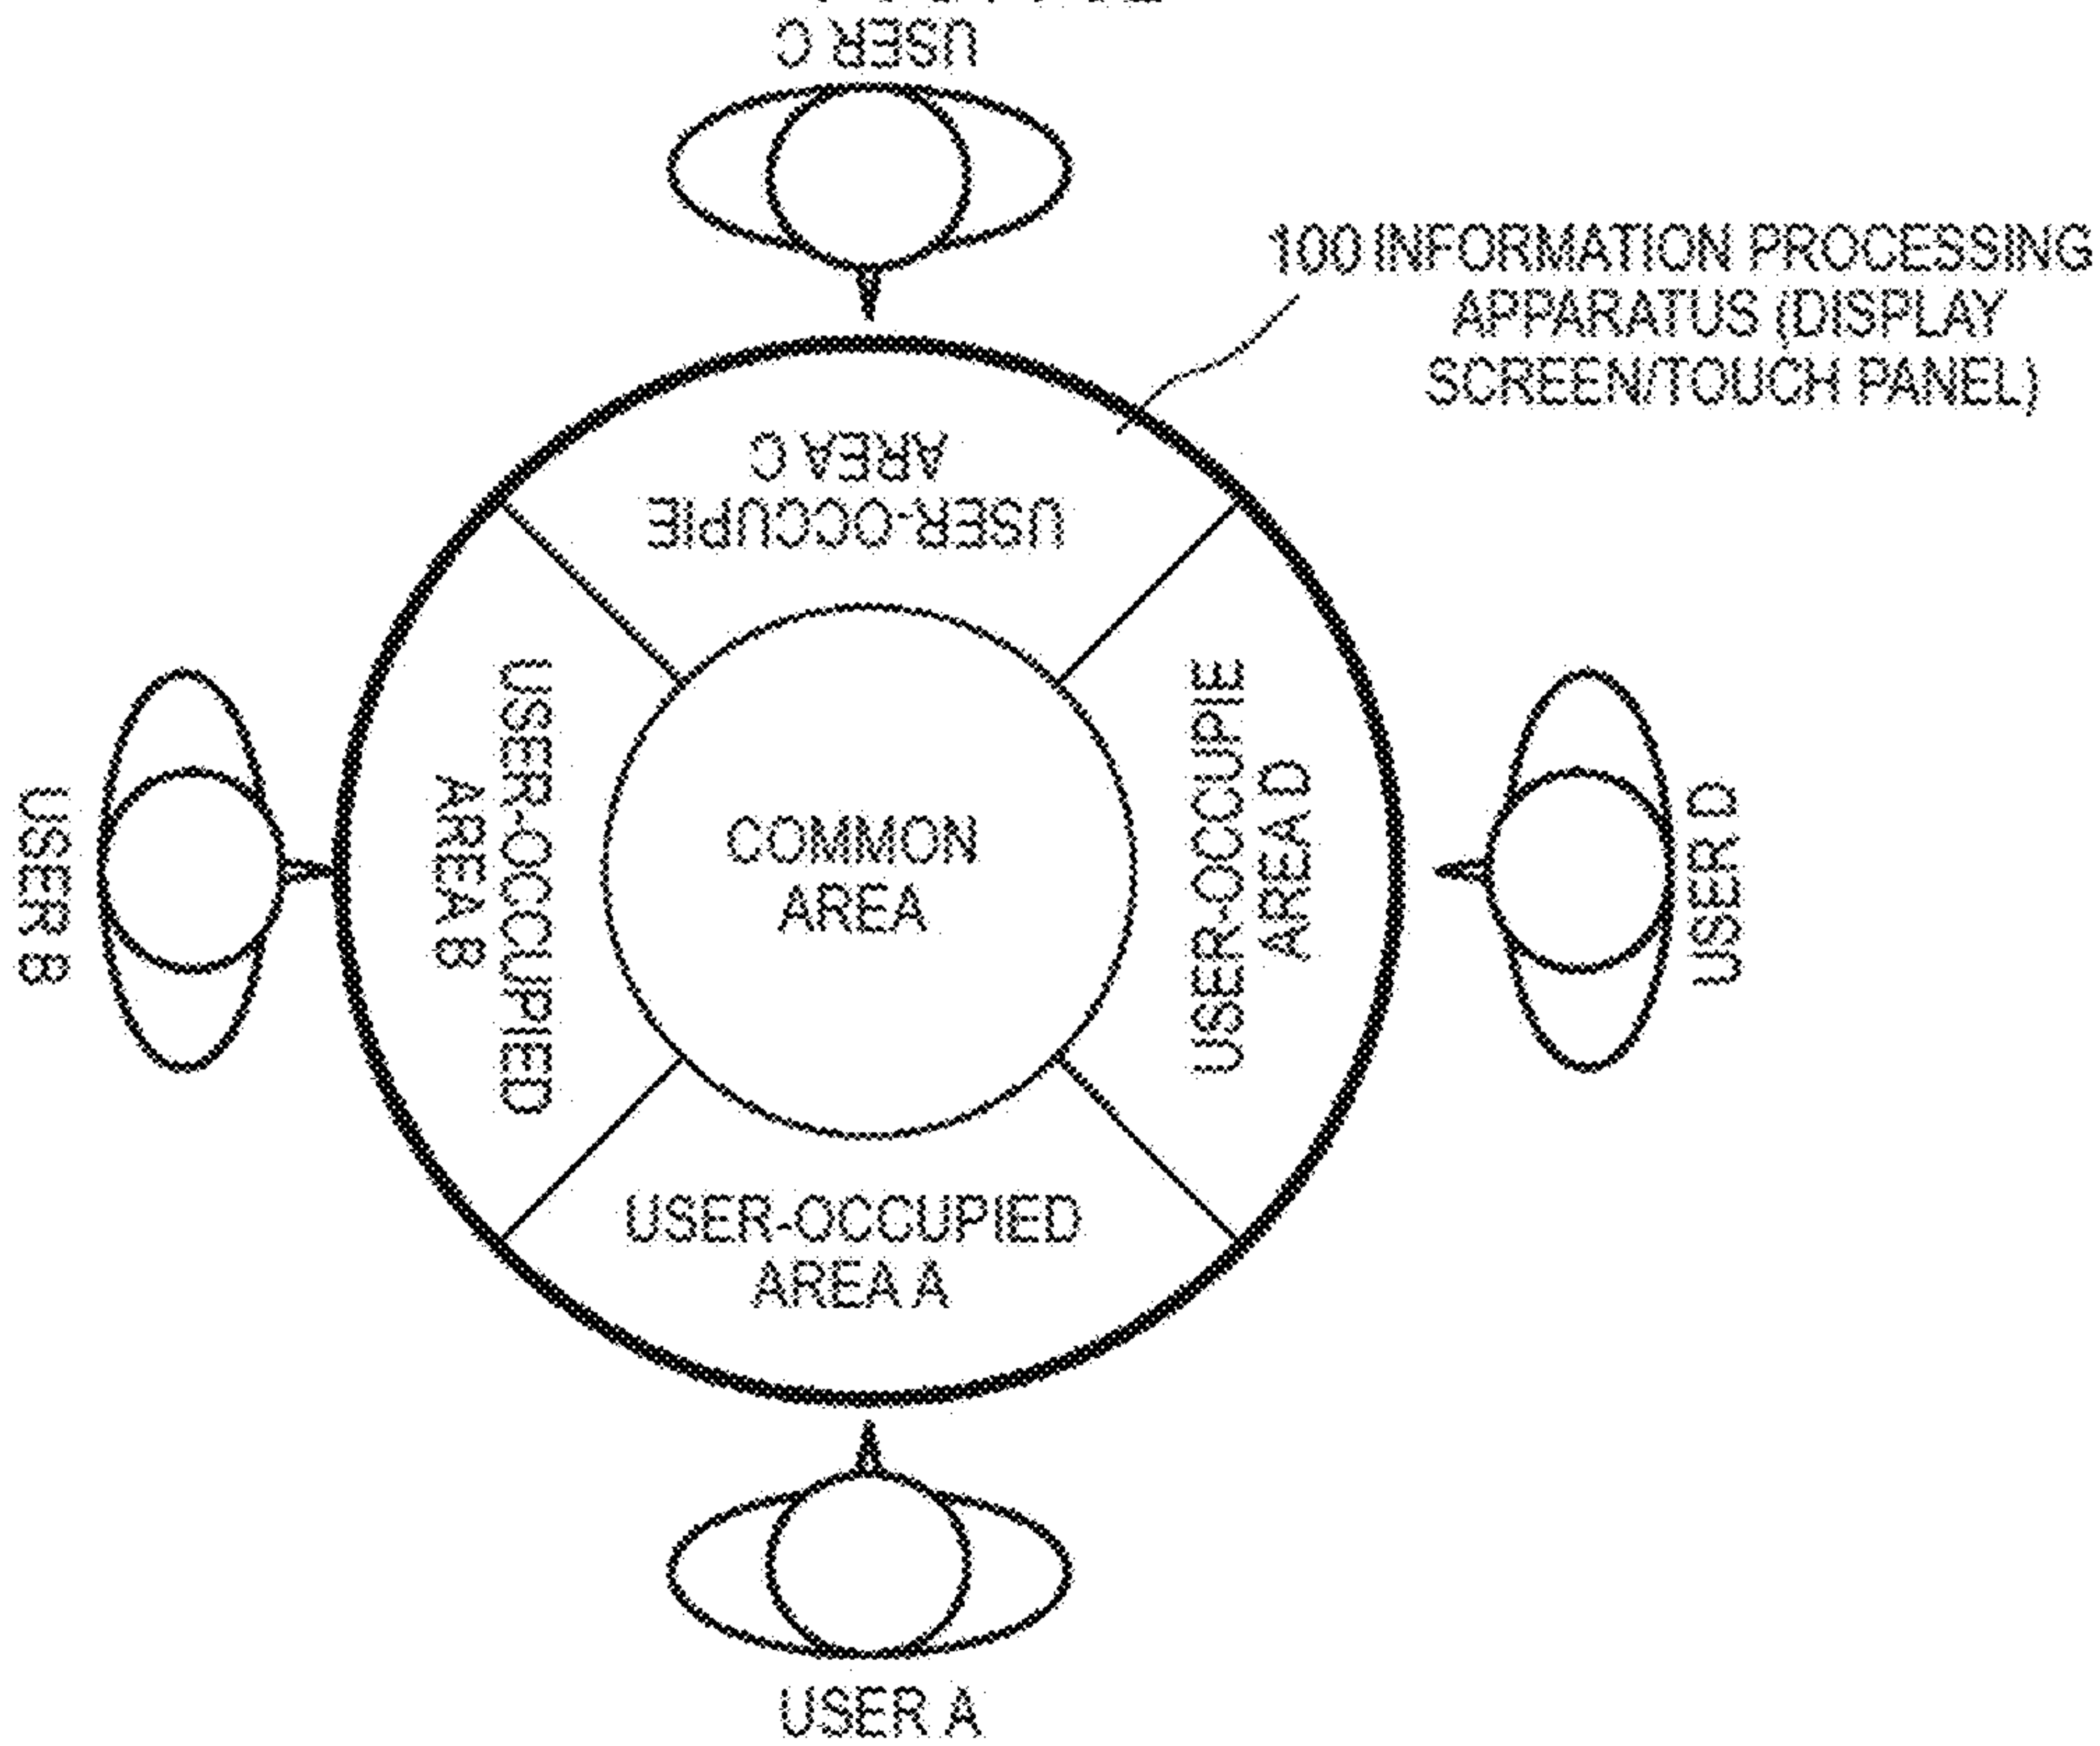 USER C
100 INFORMATION PROCESSING
APPARATUS (DISPLAY
SCREEN/TOUCH PANEL)
USER-OCCUPIE
AREA C
USER B
USER-OCCUPIED
AREA B
COMMON
AREA
USER-OCCUPIE
AREA D
USER D
USER-OCCUPIED
AREA A
USER A